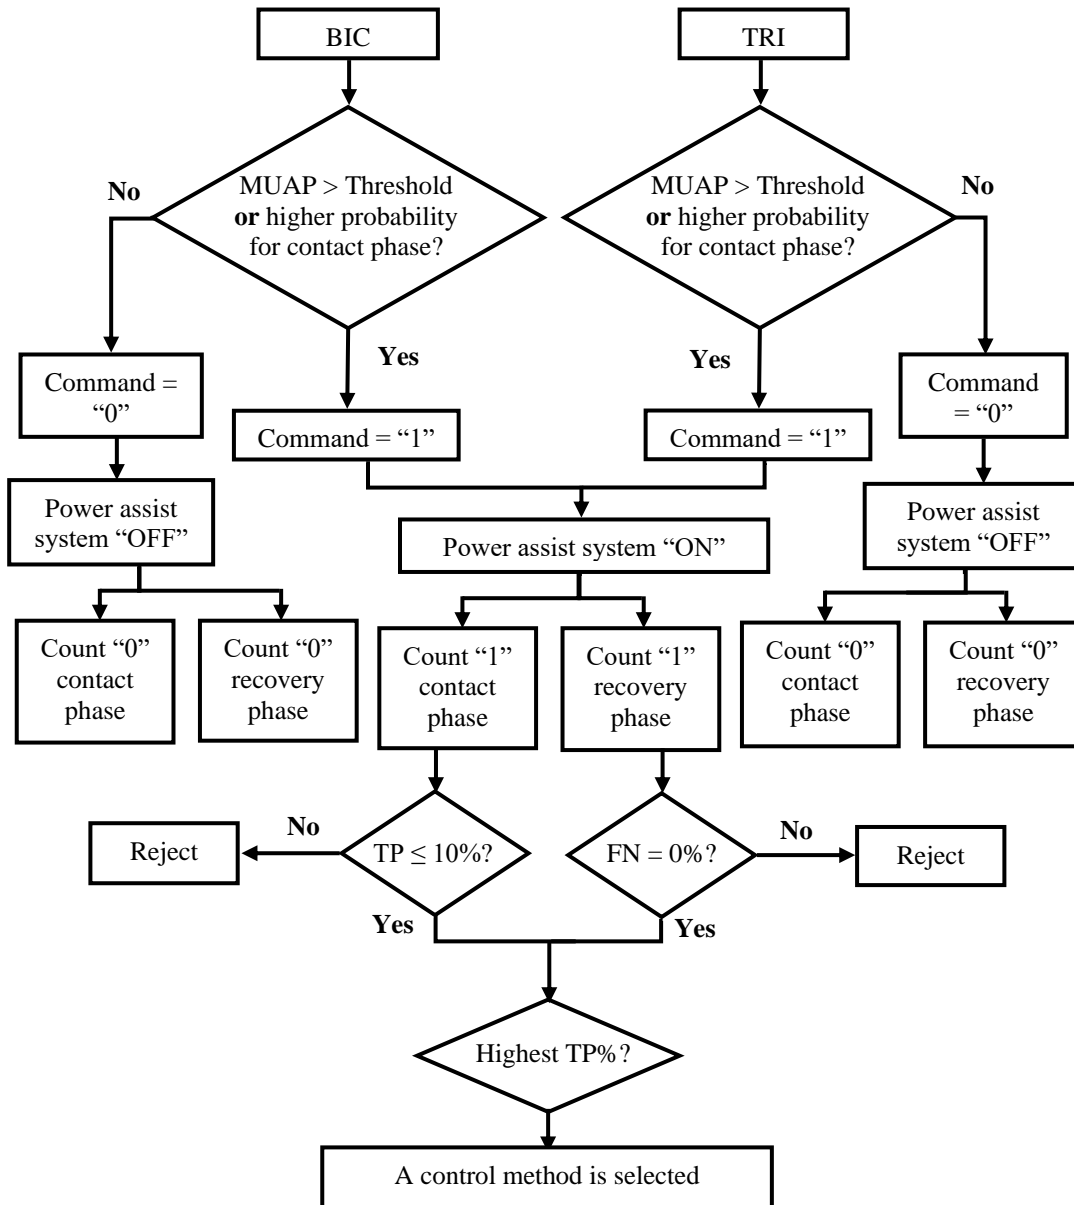 BIC
TRI
MUAP > Threshold
or higher probability
for contact phase?
MUAP > Threshold
or higher probability
for contact phase?
No
No
Yes
Yes
Command =
“0”
Command = “1”
Command = “1”
Command
= “0”
Power assist
system “OFF”
Power assist system “ON”
Power assist
system “OFF”
Count “0”
contact
phase
Count “0”
recovery
phase
Count “1”
contact
phase
Count “1”
recovery
phase
Count “0”
contact
phase
Count “0”
recovery
phase
Reject
No
TP ≤ 10%?
FN = 0%?
No
Reject
Yes
Yes
Highest TP%?
A control method is selected